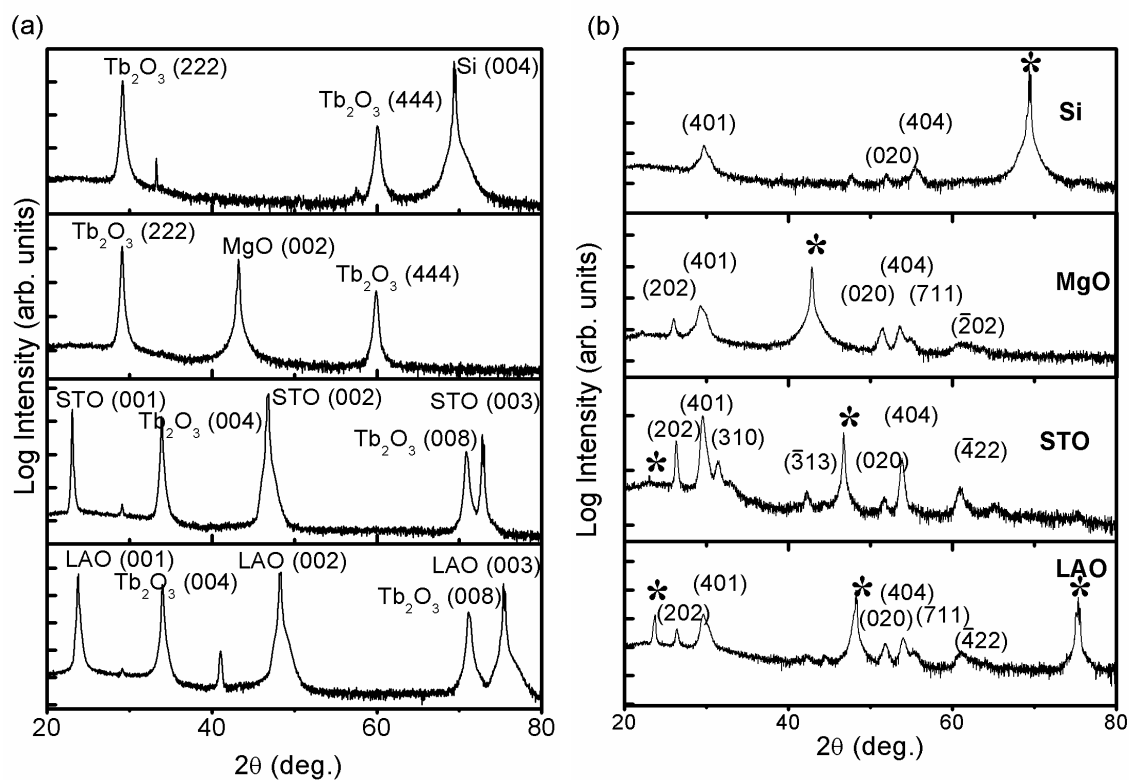 (a)
Tb₂O₃ (222)
Si (004)
Tb₂O₃ (444)
Tb₂O₃ (222)
MgO (002)
Tb₂O₃ (444)
STO (001)
STO (002)
STO (003)
Tb₂O₃ (004)
Tb₂O₃ (008)
LAO (001)
LAO (002)
LAO (003)
Tb₂O₃ (004)
Tb₂O₃ (008)
Log Intensity (arb. units)
20 40 60 80
2θ (deg.)
(b)
*
Si
(401)
(404)
(020)
*
MgO
(401)
(404)
(202)
(020)
(711)
(2̅02)
(401)
*
(404)
STO
(202)
(310)
(4̅22)
*
(3̅13)
(020)
LAO
*
(401)
*
(404)
*
(202)
(020)
(7̅11)
(4̅22)
Log Intensity (arb. units)
20 40 60 80
2θ (deg.)